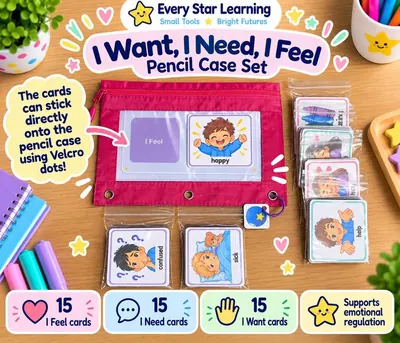 Every Star Learning
Small Tools ★ Bright Futures
I Want, I Need, I Feel
Pencil Case Set
The cards
can stick
directly
onto the
pencil case
using Velcro
dots!
I Feel
happy
confused
sick
help
15
I Feel cards
15
I Need cards
15
I Want cards
Supports
emotional
regulation